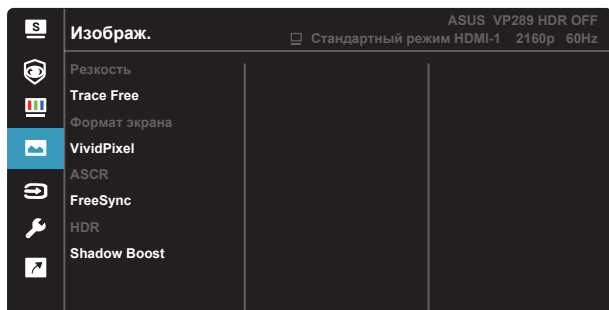 S
Изображ.
ASUS VP289 HDR OFF
Стандартный режим HDMI-1 2160p 60Hz
Резкость
Trace Free
Формат экрана
VividPixel
ASCR
FreeSync
HDR
Shadow Boost